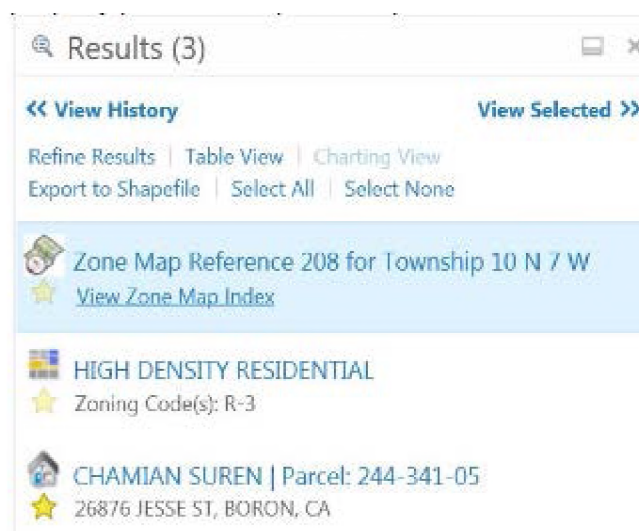 Results (3)
<< View History View Selected >>
Refine Results | Table View | Charting View
Export to Shapefile | Select All | Select None
Zone Map Reference 208 for Township 10 N 7 W
View Zone Map Index
HIGH DENSITY RESIDENTIAL
Zoning Code(s): R-3
CHAMIAN SUREN | Parcel: 244-341-05
26876 JESSE ST, BORON, CA